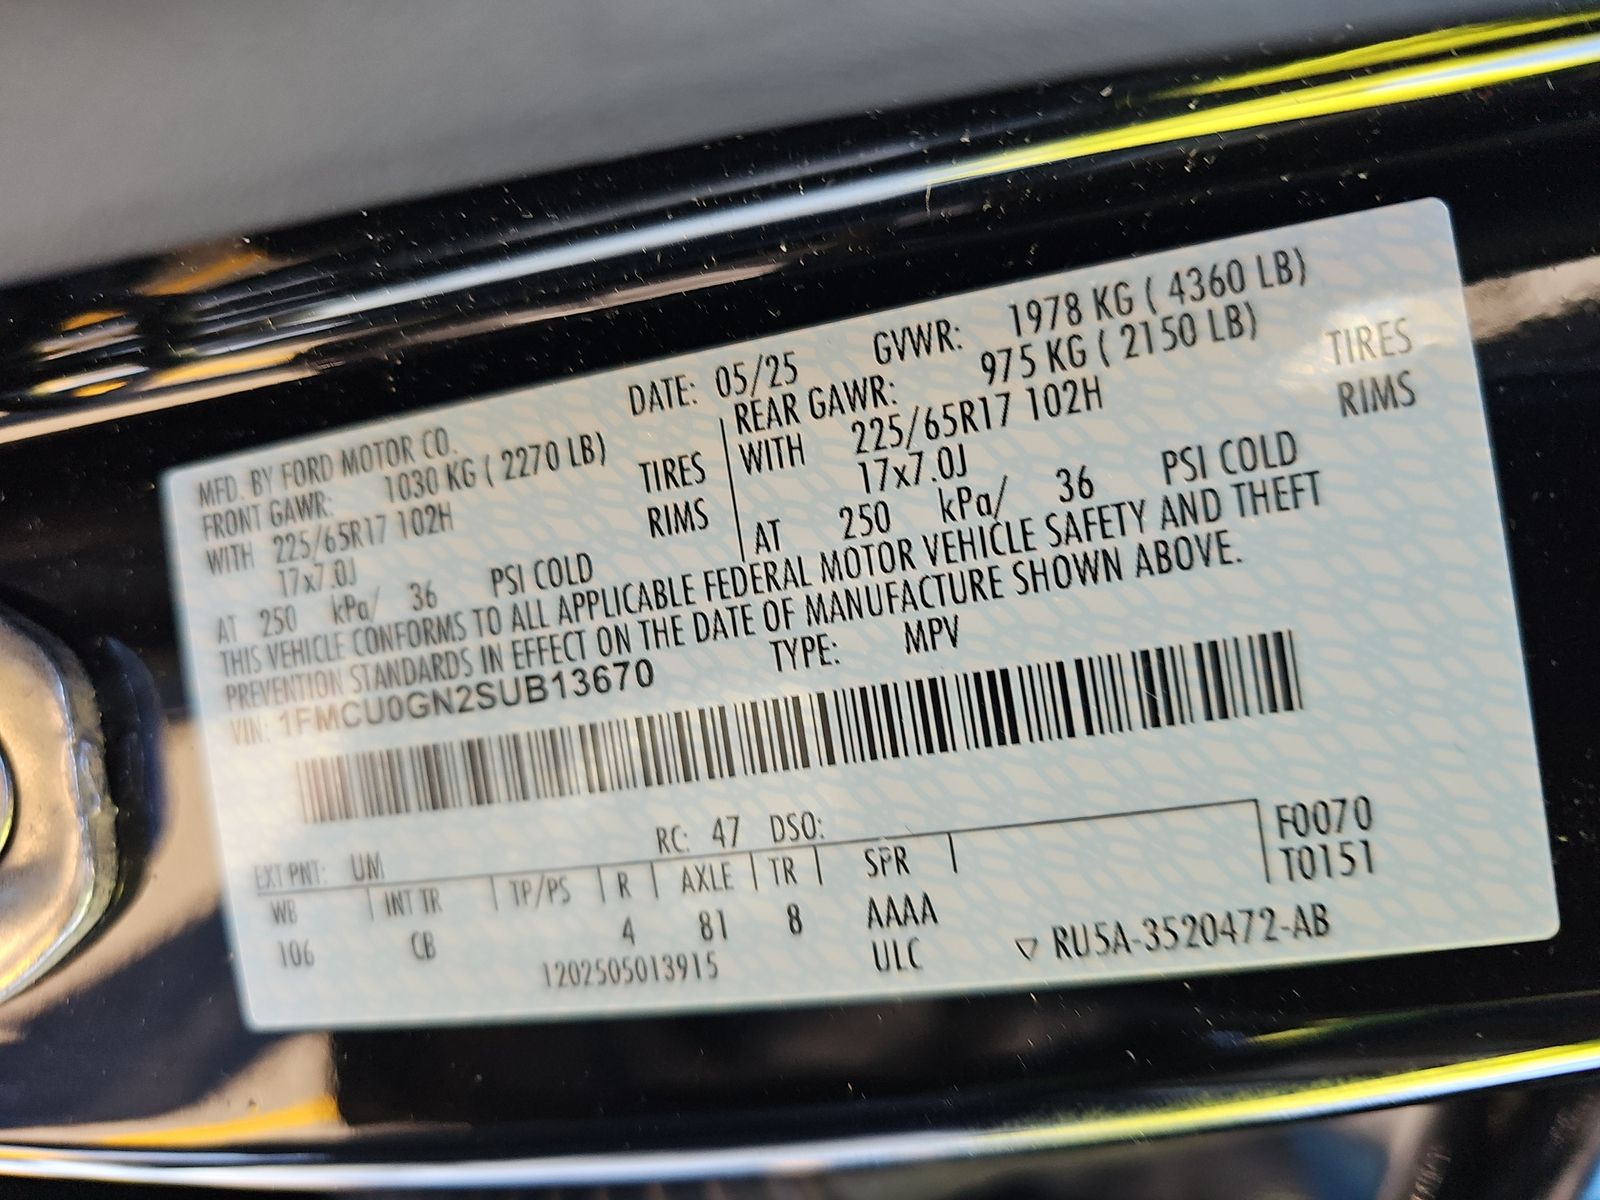 MFD. BY FORD MOTOR CO. DATE: 05/25 GVWR: 1978 KG ( 4360 LB)
FRONT GAWR: 1030 KG ( 2270 LB)
WITH 225/65R17 102H TIRES
17x7.0J RIMS
AT 250 kPa/ 36 PSI COLD
REAR GAWR: 975 KG ( 2150 LB)
WITH 225/65R17 102H TIRES
17x7.0J RIMS
AT 250 kPa/ 36 PSI COLD
THIS VEHICLE CONFORMS TO ALL APPLICABLE FEDERAL MOTOR VEHICLE SAFETY AND THEFT
PREVENTION STANDARDS IN EFFECT ON THE DATE OF MANUFACTURE SHOWN ABOVE.
VIN: 1FMCU0GN2SUB13670 TYPE: MPV
EXT PNT: UM RC: 47 DSO: F0070
WB INT TR TP/PS R AXLE TR SPR T0151
106 CB 4 81 8 AAAA
1202505013915 ULC ▽ RU5A-3520472-AB